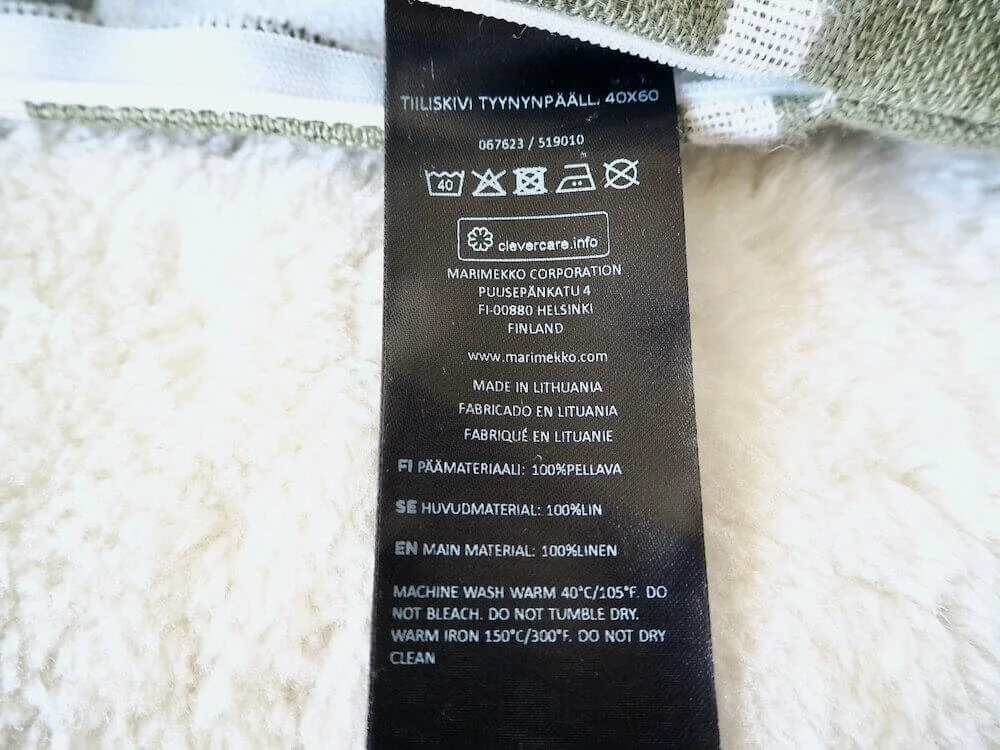 TIILISKIVI TYYNYNPÄÄLL. 40X60
067623 / 519010
40
clevercare.info
MARIMEKKO CORPORATION
PUUSEPÄNKATU 4
FI-00880 HELSINKI
FINLAND
www.marimekko.com
MADE IN LITHUANIA
FABRICADO EN LITUANIA
FABRIQUÉ EN LITUANIE
FI PÄÄMATERIAALI: 100%PELLAVA
SE HUVUDMATERIAL: 100%LIN
EN MAIN MATERIAL: 100%LINEN
MACHINE WASH WARM 40°C/105°F. DO
NOT BLEACH. DO NOT TUMBLE DRY.
WARM IRON 150°C/300°F. DO NOT DRY
CLEAN